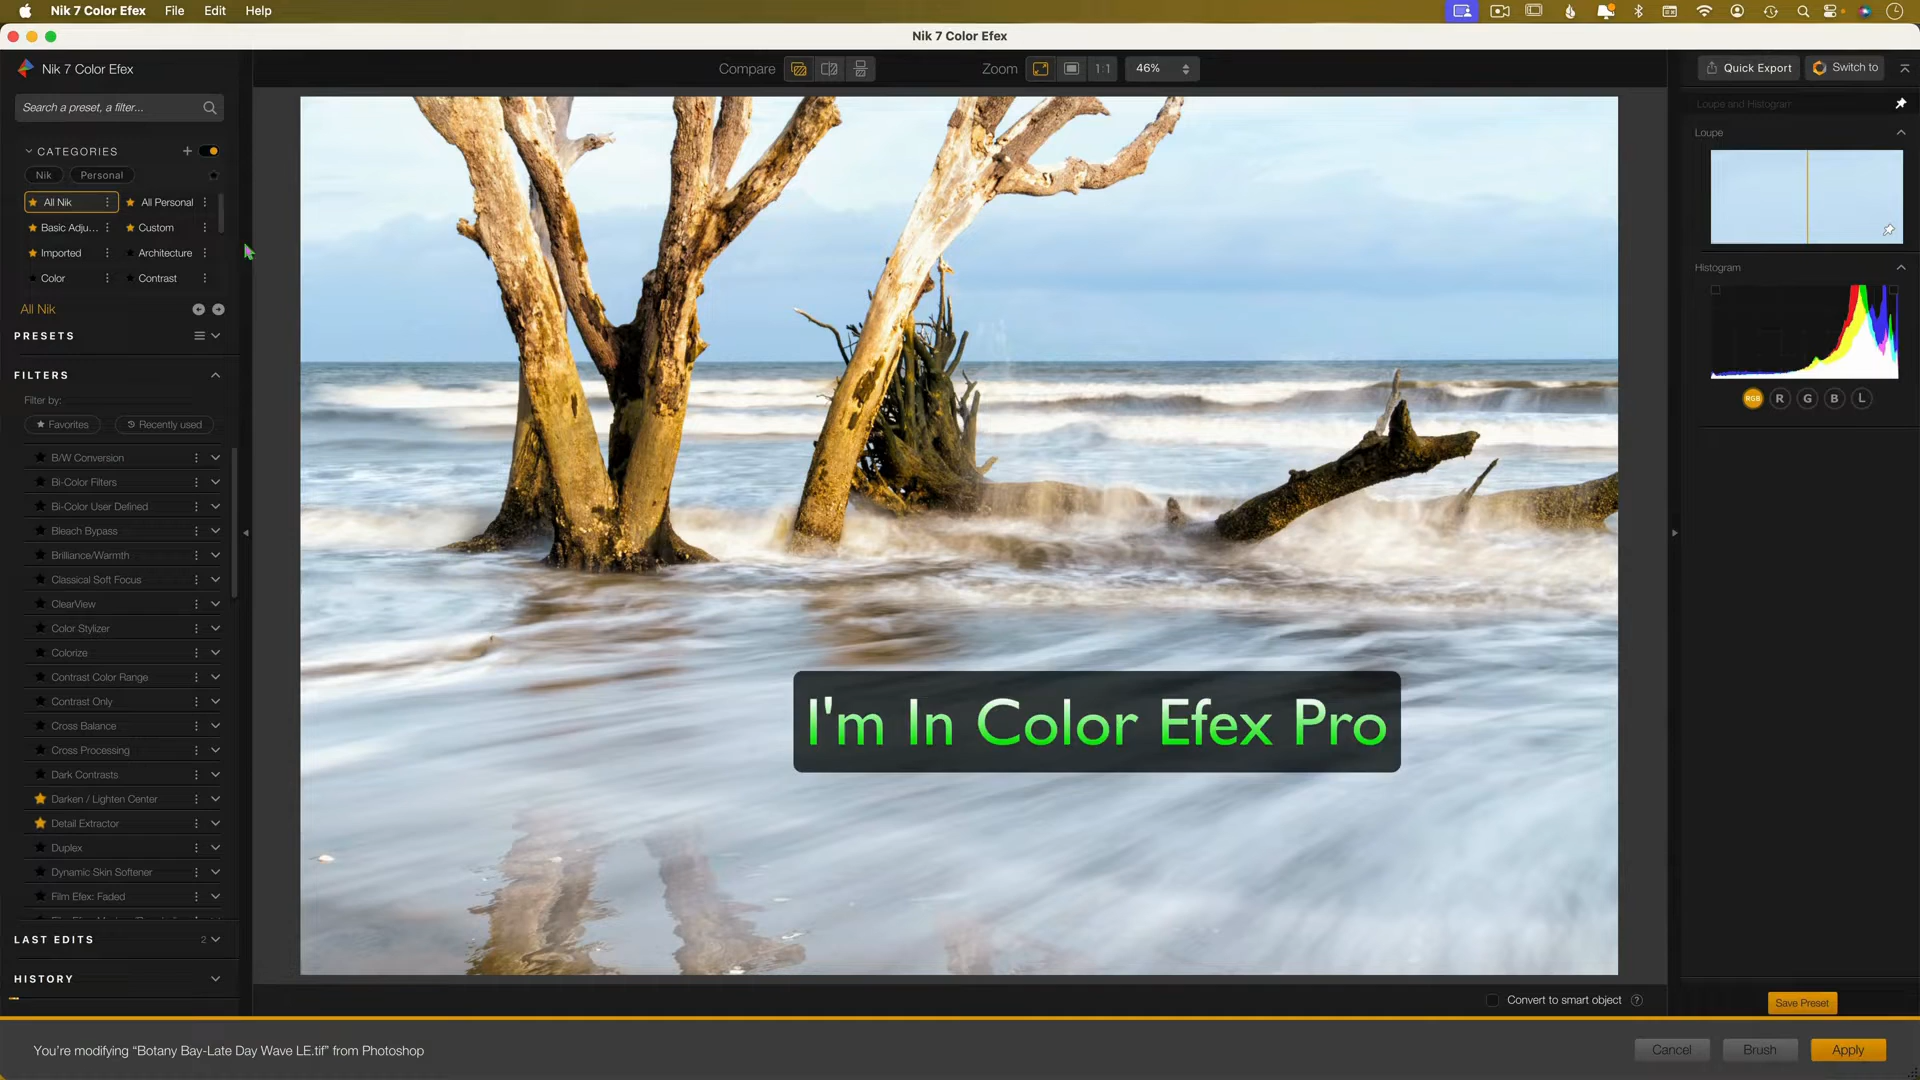 Nik 7 Color Efex File Edit Help
Nik 7 Color Efex
Nik 7 Color Efex
Compare
Zoom 1:1 46%
Quick Export Switch to
Search a preset, a filter...
Loupe and Histogram
Loupe
CATEGORIES
Nik Personal
All Nik All Personal
Basic Adju... Custom
Imported Architecture
Color Contrast
Histogram
All Nik
PRESETS
FILTERS
Filter by:
Favorites Recently used
RGB R G B L
B/W Conversion
Bi-Color Filters
Bi-Color User Defined
Bleach Bypass
Brilliance/Warmth
Classical Soft Focus
ClearView
Color Stylizer
Colorize
Contrast Color Range
Contrast Only
Cross Balance
Cross Processing
Dark Contrasts
Darken / Lighten Center
Detail Extractor
Duplex
Dynamic Skin Softener
Film Efex: Faded
I'm In Color Efex Pro
LAST EDITS 2
HISTORY
Convert to smart object ?
Save Preset
You're modifying “Botany Bay-Late Day Wave LE.tif” from Photoshop
Cancel Brush Apply